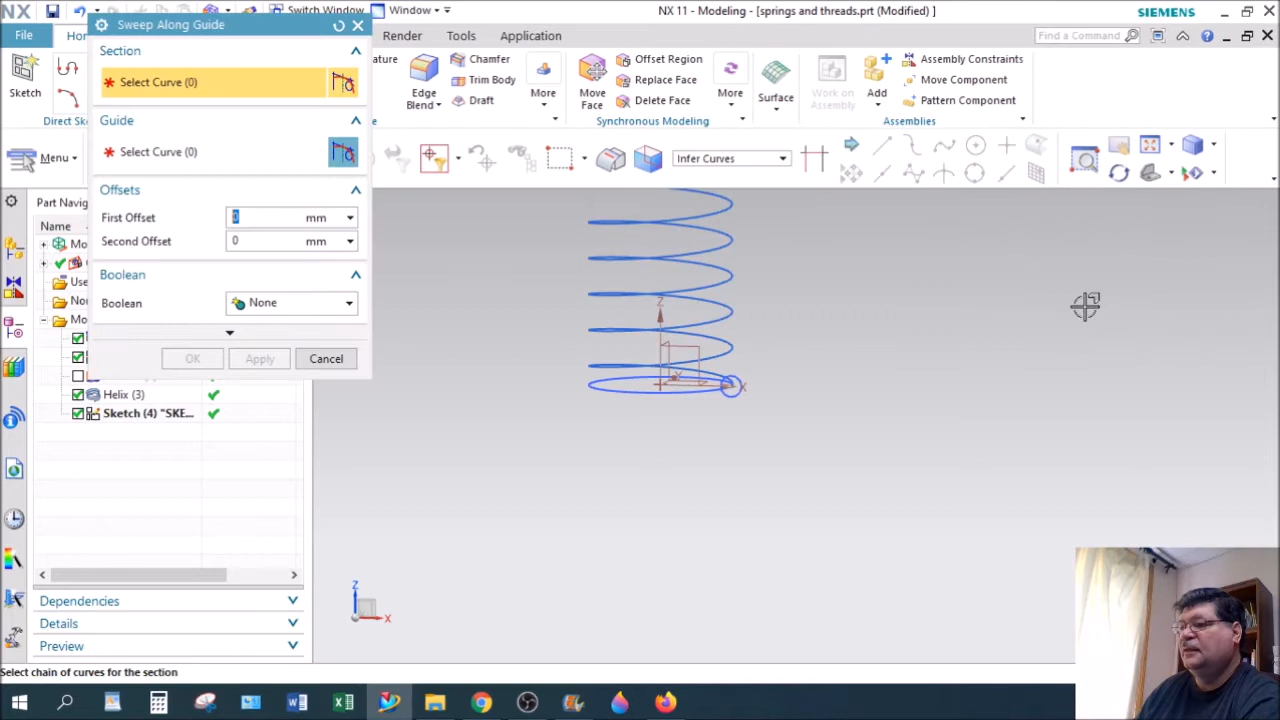 NX
Switch Window
Window
NX 11 - Modeling - [springs and threads.prt (Modified) ]
SIEMENS
Sweep Along Guide
File
Render
Tools
Application
Find a Command
Section
Select Curve (0)
Guide
Select Curve (0)
Offsets
First Offset
0
mm
Second Offset
0
mm
Boolean
Boolean
None
OK
Apply
Cancel
Sketch
Direct Sk
Menu
Edge
Blend
Chamfer
Trim Body
Draft
More
Move
Face
Offset Region
Replace Face
Delete Face
More
Synchronous Modeling
Surface
Work on
Assembly
Add
Assembly Constraints
Move Component
Pattern Component
Assemblies
Infer Curves
Part Navi
Name
Mo
Use
Mo
Helix (3)
Sketch (4) "SKE...
Z
X
Y
Z
X
Dependencies
Details
Preview
Select chain of curves for the section